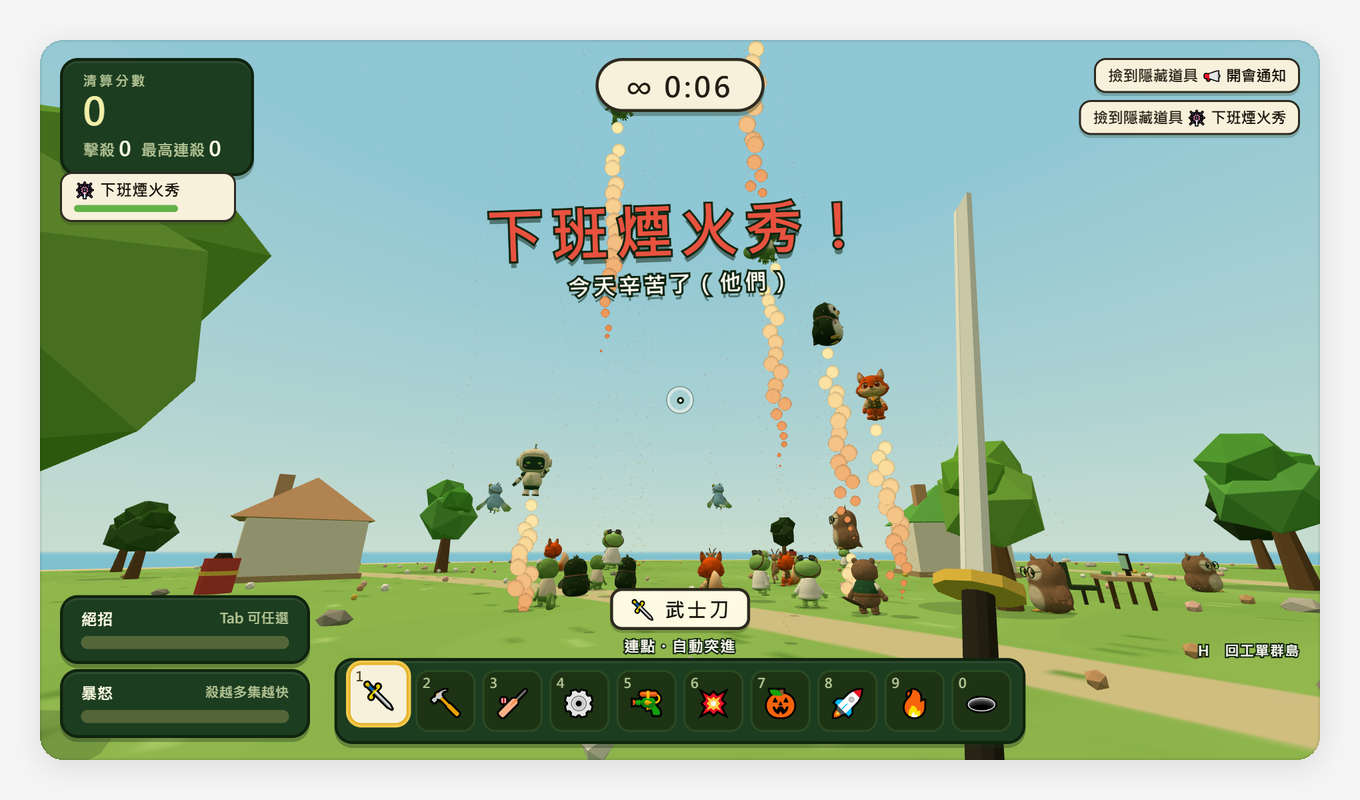 清算分數
0
擊殺 0 最高連殺 0
下班煙火秀
∞ 0:06
撿到隱藏道具 開會通知
撿到隱藏道具 下班煙火秀
下班煙火秀！
今天辛苦了（他們）
武士刀
連點・自動突進
絕招 Tab 可任選
暴怒 殺越多集越快
H 回工單群島
1 2 3 4 5 6 7 8 9 0